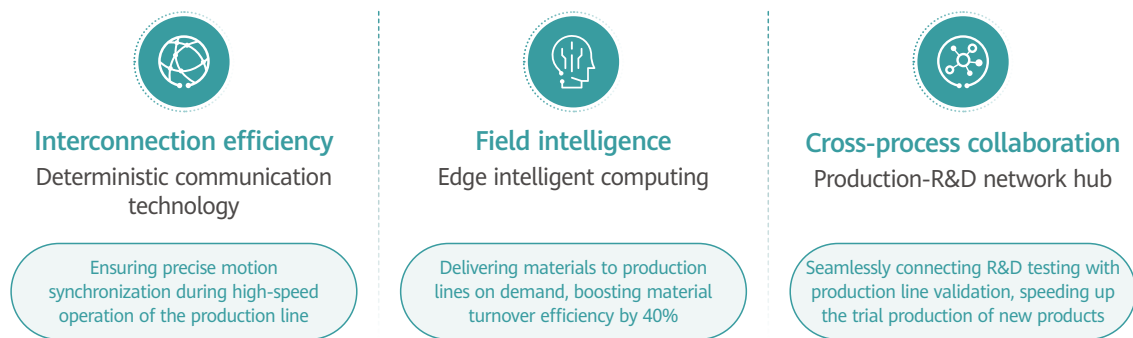 Interconnection efficiency
Deterministic communication
technology
Ensuring precise motion
synchronization during high-speed
operation of the production line
Field intelligence
Edge intelligent computing
Delivering materials to production
lines on demand, boosting material
turnover efficiency by 40%
Cross-process collaboration
Production-R&D network hub
Seamlessly connecting R&D testing with
production line validation, speeding up
the trial production of new products